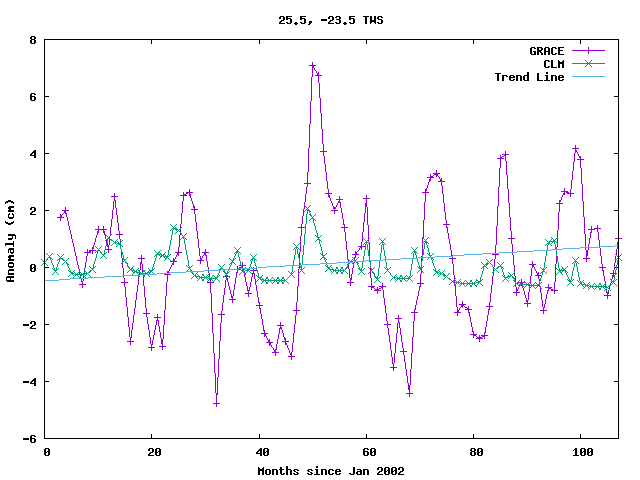 25.5, -23.5 TWS
GRACE
CLM
Trend Line
8
6
4
2
0
-2
-4
-6
Anomaly (cm)
0 20 40 60 80 100
Months since Jan 2002